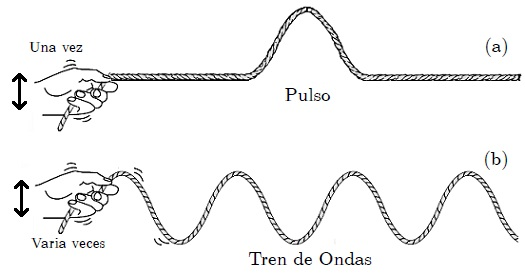 Una vez
(a)
Pulso
(b)
Varia veces
Tren de Ondas